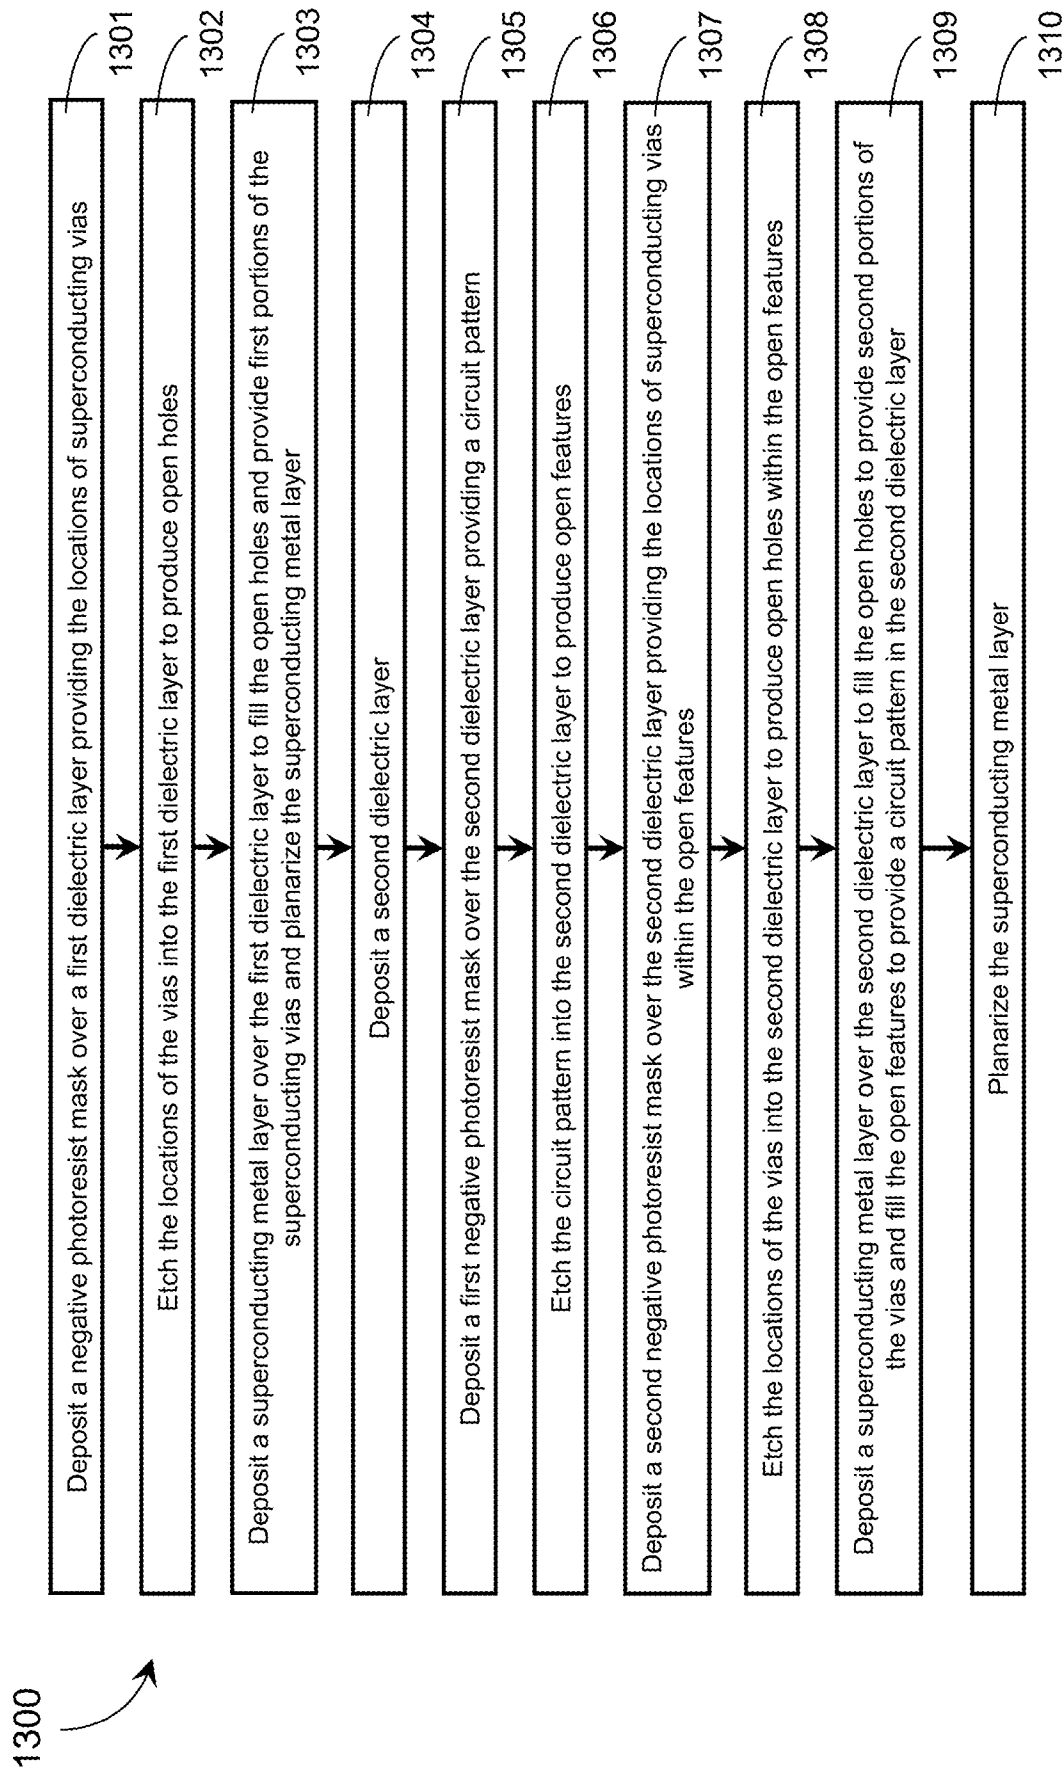 1300
Deposit a negative photoresist mask over a first dielectric layer providing the locations of superconducting vias
1301
Etch the locations of the vias into the first dielectric layer to produce open holes
1302
Deposit a superconducting metal layer over the first dielectric layer to fill the open holes and provide first portions of the
superconducting vias and planarize the superconducting metal layer
1303
Deposit a second dielectric layer
1304
Deposit a first negative photoresist mask over the second dielectric layer providing a circuit pattern
1305
Etch the circuit pattern into the second dielectric layer to produce open features
1306
Deposit a second negative photoresist mask over the second dielectric layer providing the locations of superconducting vias
within the open features
1307
Etch the locations of the vias into the second dielectric layer to produce open holes within the open features
1308
Deposit a superconducting metal layer over the second dielectric layer to fill the open holes to provide second portions of
the vias and fill the open features to provide a circuit pattern in the second dielectric layer
1309
Planarize the superconducting metal layer
1310